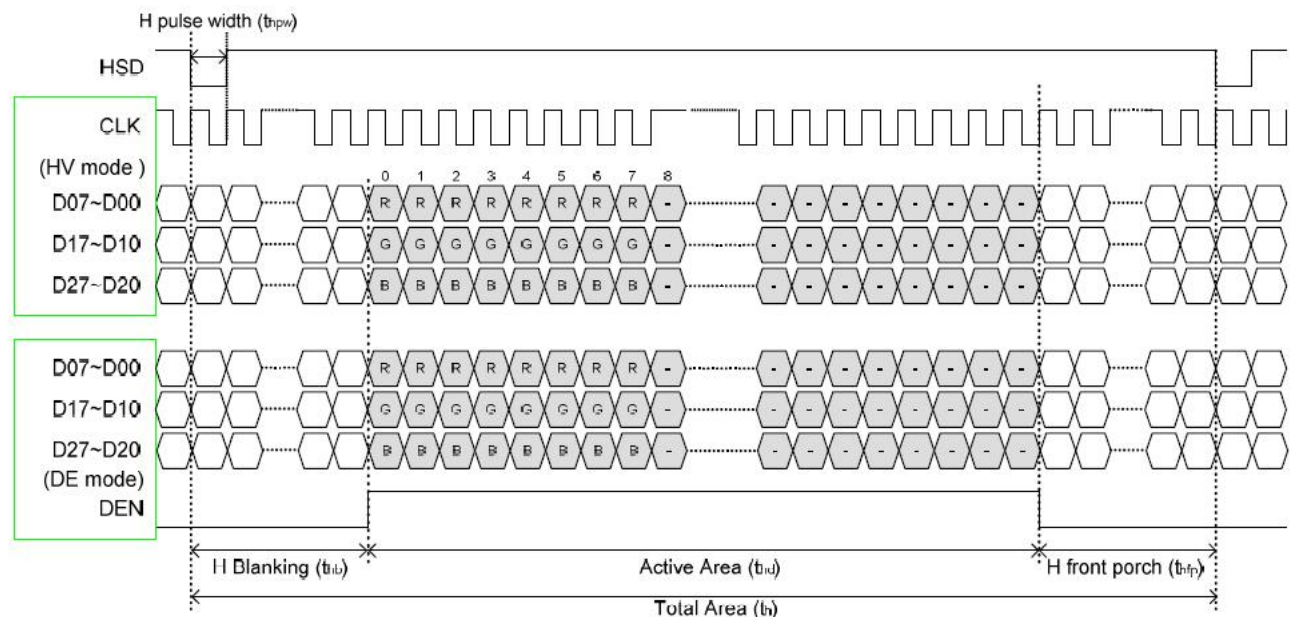 H pulse width (thpw)
HSD
CLK
(HV mode )
0 1 2 3 4 5 6 7 8
D07~D00 R R R R R R R R - - - - - - - - -
D17~D10 G G G G G G G G - - - - - - - - -
D27~D20 B B B B B B B B - - - - - - - - -
D07~D00 R R R R R R R R - - - - - - - - -
D17~D10 G G G G G G G G - - - - - - - - -
D27~D20 B B B B B B B B - - - - - - - - -
(DE mode)
DEN
H Blanking (thb) Active Area (thd) H front porch (thfp)
Total Area (th)